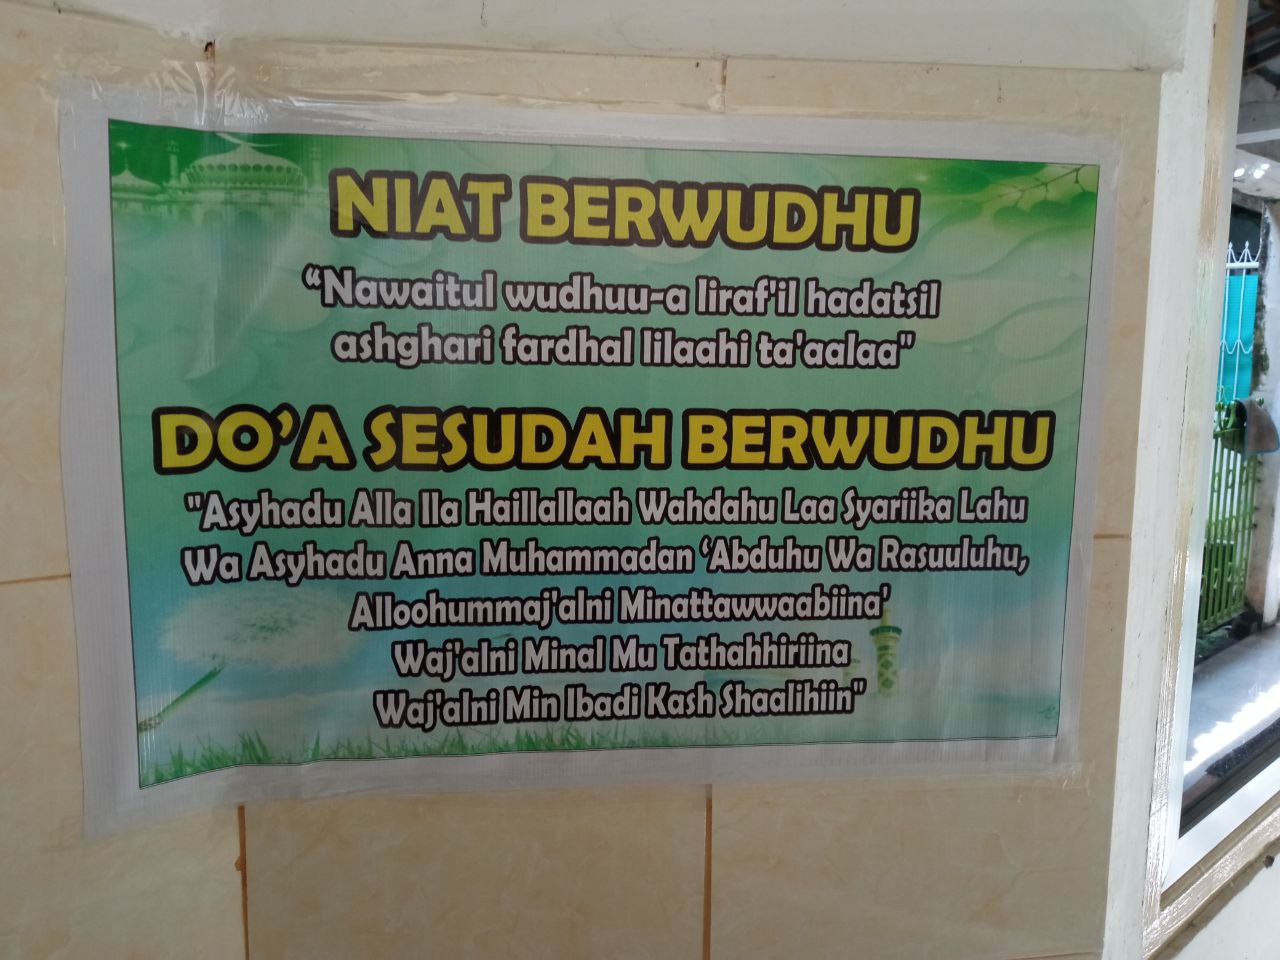 NIAT BERWUDHU
“Nawaitul wudhuu-a liraf'il hadatsil
ashghari fardhal lilaahi ta'aalaa"
DO’A SESUDAH BERWUDHU
"Asyhadu Alla Ila Haillallaah Wahdahu Laa Syariika Lahu
Wa Asyhadu Anna Muhammadan ‘Abduhu Wa Rasuuluhu,
Alloohummaj'alni Minattawwaabiina'
Waj'alni Minal Mu Tathahhiriina
Waj'alni Min Ibadi Kash Shaalihiin"